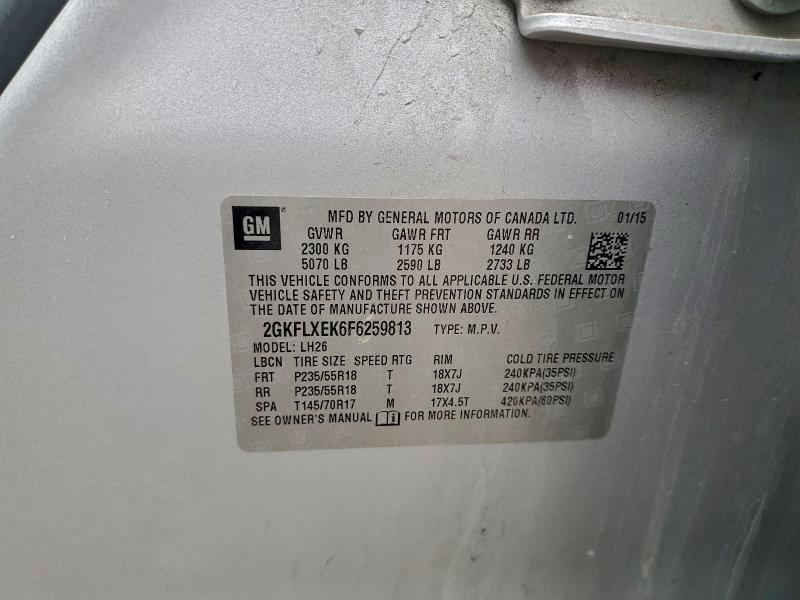 GM ® MFD BY GENERAL MOTORS OF CANADA LTD. 01/15
GVWR GAWR FRT GAWR RR
2300 KG 1175 KG 1240 KG
5070 LB 2590 LB 2733 LB
THIS VEHICLE CONFORMS TO ALL APPLICABLE U.S. FEDERAL MOTOR
VEHICLE SAFETY AND THEFT PREVENTION STANDARDS IN EFFECT ON
THE DATE OF MANUFACTURE SHOWN ABOVE.
2GKFLXEK6F6259813 TYPE: M.P.V.
MODEL: LH26
LBCN TIRE SIZE SPEED RTG RIM COLD TIRE PRESSURE
FRT P235/55R18 T 18X7J 240KPA(35PSI)
RR P235/55R18 T 18X7J 240KPA(35PSI)
SPA T145/70R17 M 17X4.5T 420KPA(60PSI)
SEE OWNER'S MANUAL i FOR MORE INFORMATION.